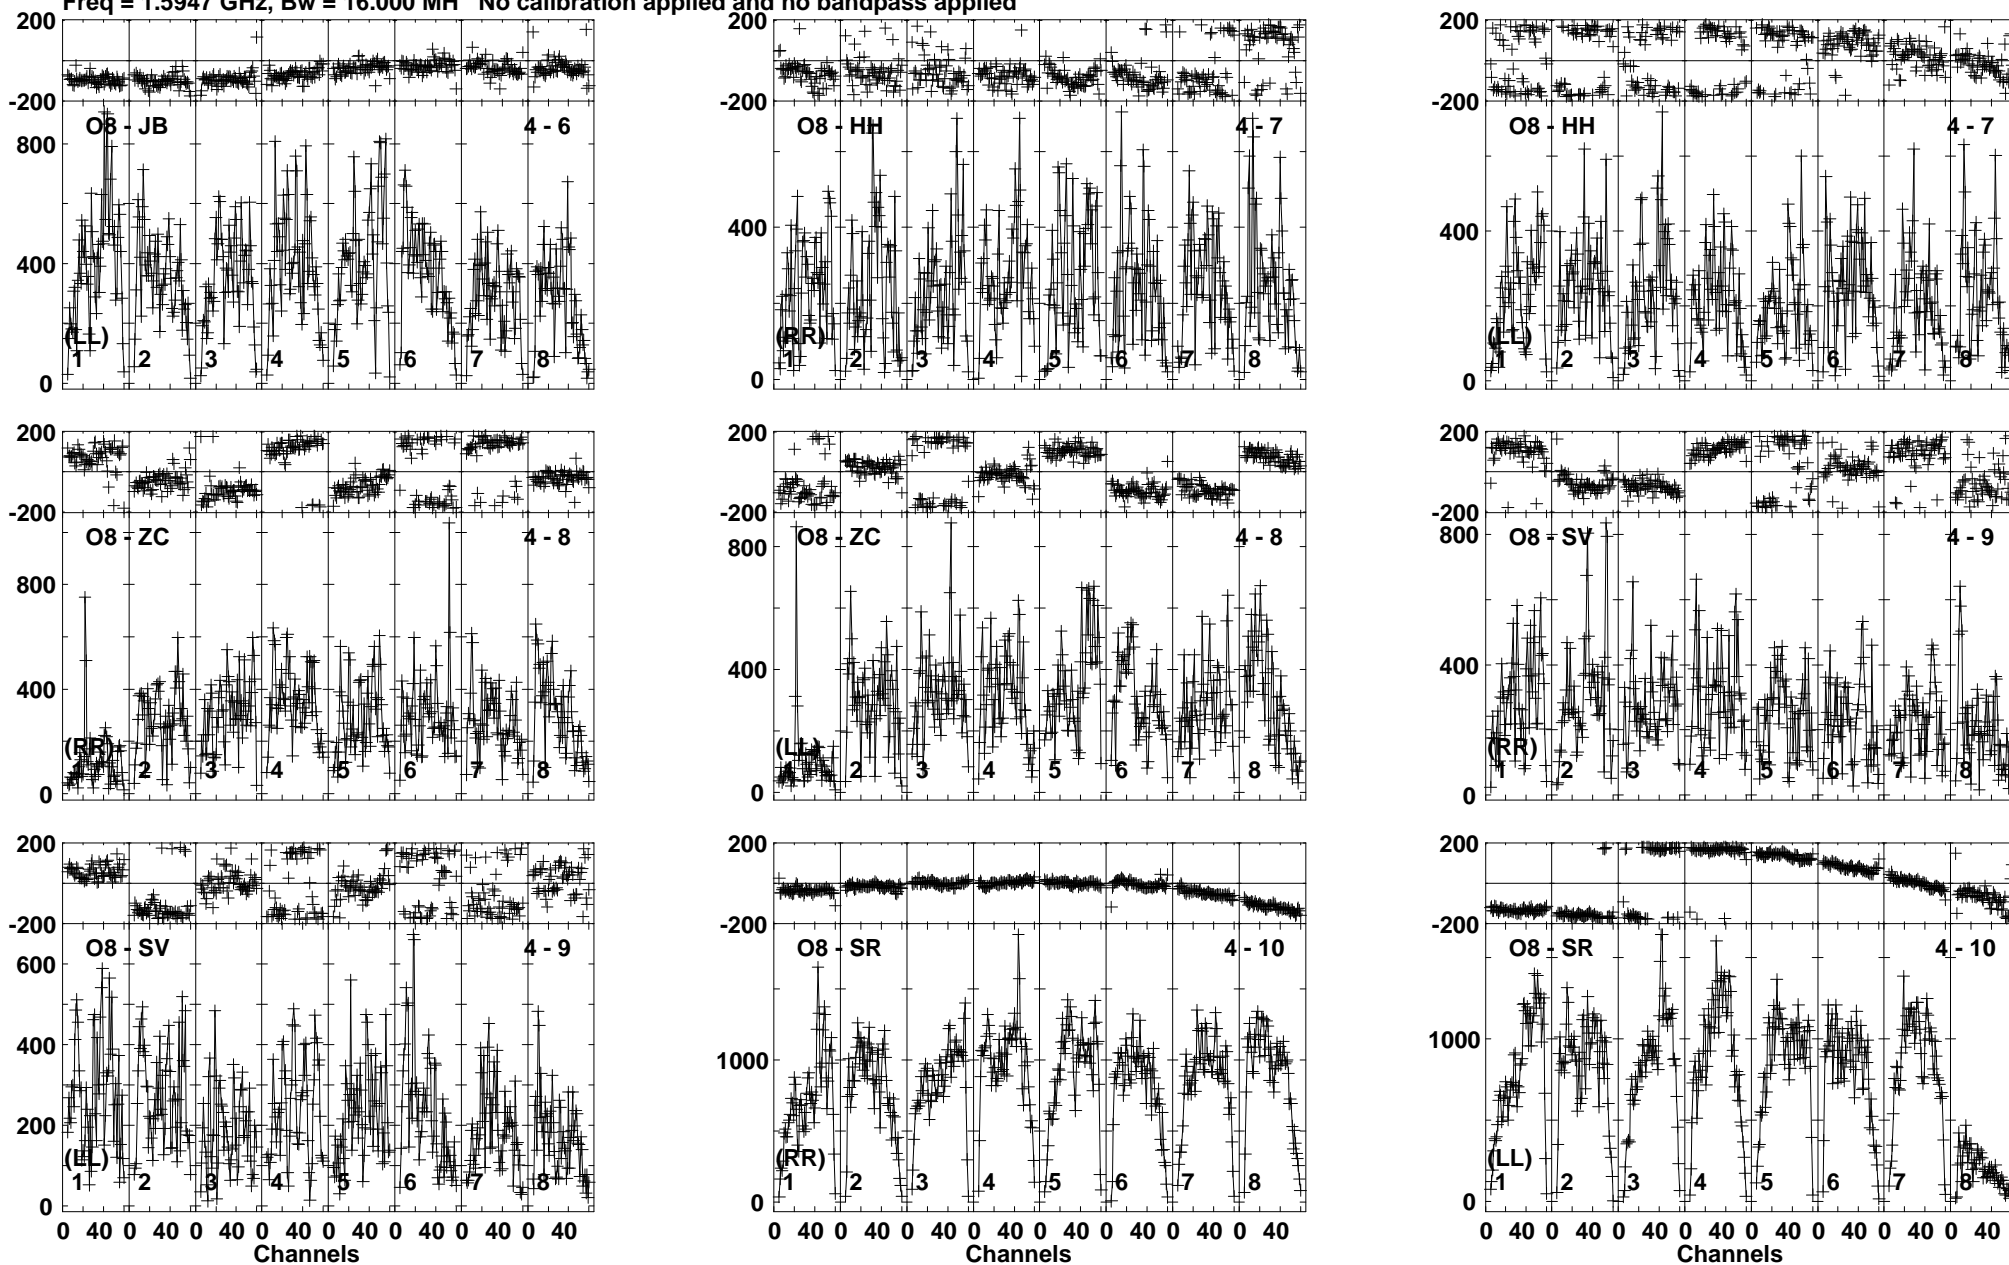 Freq = 1.5947 GHz, Bw = 16.000 MH No calibration applied and no bandpass applied
200 200 200
-200 -200 -200
O8 - JB 4 - 6 O8 - HH 4 - 7 O8 - HH 4 - 7
800
400 400 400
(LL) (RR) (LL)
1 2 3 4 5 6 7 8 1 2 3 4 5 6 7 8 1 2 3 4 5 6 7 8
0 0 0
200 200 200
-200 -200 -200
O8 - ZC 4 - 8 O8 - ZC 4 - 8 O8 - SV 4 - 9
800 800 800
400 400 400
(RR) (LL) (RR)
1 2 3 4 5 6 7 8 1 2 3 4 5 6 7 8 1 2 3 4 5 6 7 8
0 0 0
200 200 200
-200 -200 -200
O8 - SV 4 - 9 O8 - SR 4 - 10 O8 - SR 4 - 10
600
400 1000 1000
200
(LL) (RR) (LL)
1 2 3 4 5 6 7 8 1 2 3 4 5 6 7 8 1 2 3 4 5 6 7 8
0 0 0
0 40 0 40 0 40 0 40 0 40 0 40 0 40 0 40 0 40 0 40 0 40 0 40 0 40 0 40 0 40 0 40 0 40 0 40 0 40 0 40 0 40 0 40 0 40 0 40
Channels Channels Channels